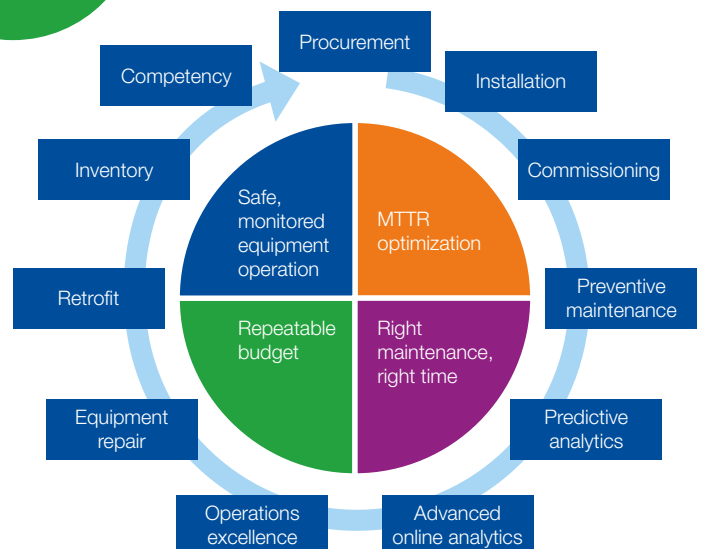 Procurement
Installation
Commissioning
Preventive
maintenance
Predictive
analytics
Advanced
online analytics
Operations
excellence
Equipment
repair
Retrofit
Inventory
Competency
Safe,
monitored
equipment
operation
MTTR
optimization
Repeatable
budget
Right
maintenance,
right time